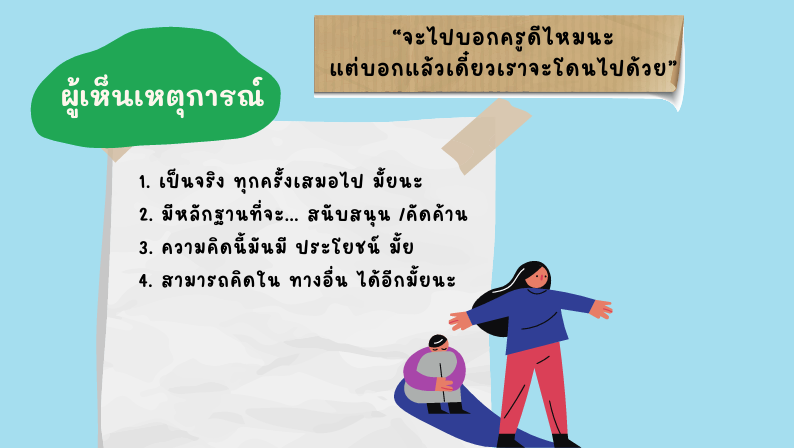 ผู้เห็นเหตุการณ์
“จะไปบอกครูดีไหมนะ
แต่บอกแล้วเดี๋ยวเราจะโดนไปด้วย”
1. เป็นจริง ทุกครั้งเสมอไป มั้ยนะ
2. มีหลักฐานที่จะ... สนับสนุน /คัดค้าน
3. ความคิดนี้มันมี ประโยชน์ มั้ย
4. สามารถคิดใน ทางอื่น ได้อีกมั้ยนะ